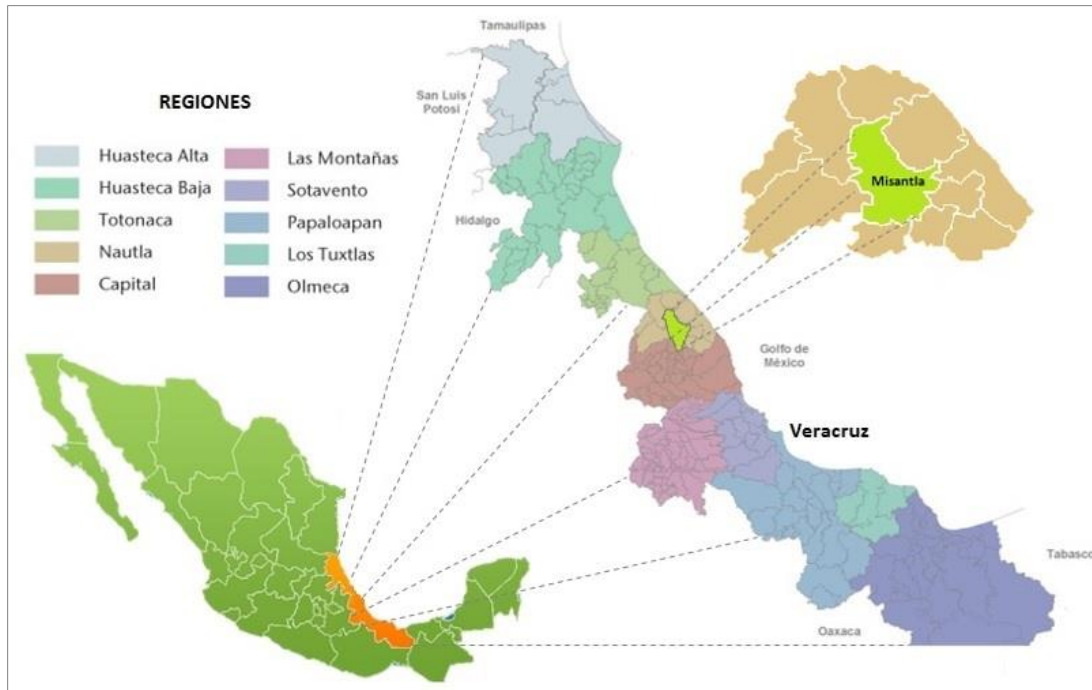 Tamaulipas
San Luis
Potosí
REGIONES
Huasteca Alta
Huasteca Baja
Totonaca
Nautla
Capital
Las Montañas
Sotavento
Papaloapan
Los Tuxtlas
Olmeca
Hidalgo
Misantla
Golfo de
México
Veracruz
Tabasco
Oaxaca